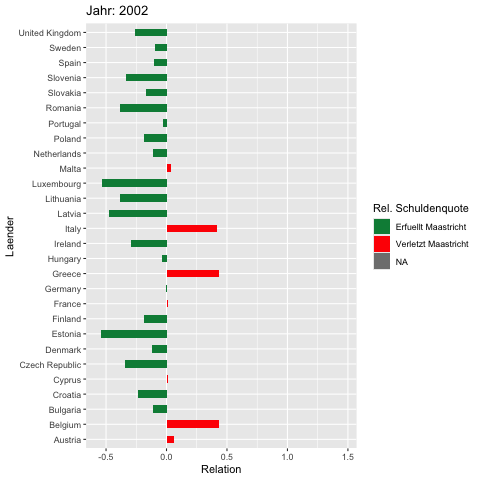 Jahr: 2002
United Kingdom
Sweden
Spain
Slovenia
Slovakia
Romania
Portugal
Poland
Netherlands
Malta
Luxembourg
Lithuania
Latvia
Italy
Ireland
Hungary
Greece
Germany
France
Finland
Estonia
Denmark
Czech Republic
Cyprus
Croatia
Bulgaria
Belgium
Austria
Laender
-0.5 0.0 0.5 1.0 1.5
Relation
Rel. Schuldenquote
Erfuellt Maastricht
Verletzt Maastricht
NA